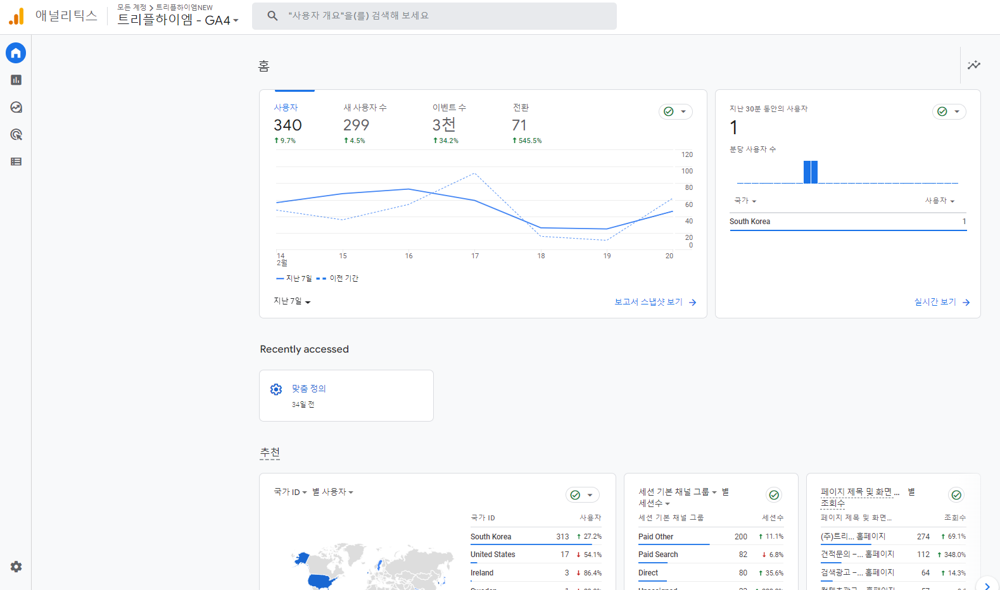 애널리틱스
모든 계정 > 트리플하이엠NEW
트리플하이엠 - GA4
"사용자 개요"을(를) 검색해 보세요
홈
사용자 새 사용자 수 이벤트 수 전환
340 299 3천 71
↑ 9.7% ↑ 4.5% ↑ 34.2% ↑ 545.5%
120
100
80
60
40
20
0
14 15 16 17 18 19 20
2월
지난 7일 이전 기간
지난 7일
보고서 스냅샷 보기 →
지난 30분 동안의 사용자
1
분당 사용자 수
국가 사용자
South Korea 1
실시간 보기 →
Recently accessed
맞춤 정의
34일 전
추천
국가 ID 별 사용자
국가 ID 사용자
South Korea 313 ↑ 27.2%
United States 17 ↓ 54.1%
Ireland 3 ↓ 86.4%
세션 기본 채널 그룹 별
세션수
세션 기본 채널 그룹 세션수
Paid Other 200 ↑ 11.1%
Paid Search 82 ↓ 6.8%
Direct 80 ↑ 35.6%
페이지 제목 및 화면 ... 별
조회수
페이지 제목 및 화면... 조회수
(주)트리... 홈페이지 274 ↑ 69.1%
견적문의 –... 홈페이지 112 ↑ 348.0%
검색광고 –... 홈페이지 64 ↑ 14.3%